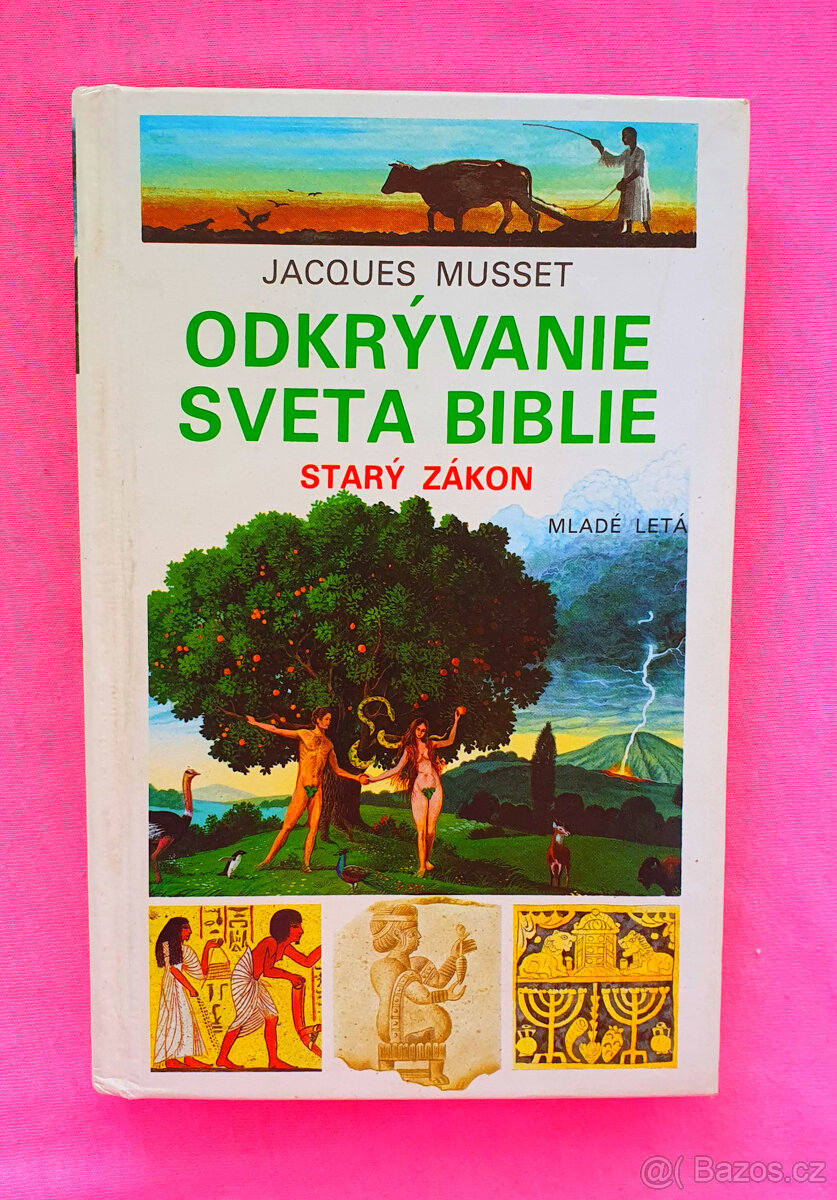 JACQUES MUSSET
ODKRÝVANIE
SVETA BIBLIE
STARÝ ZÁKON
MLADÉ LETÁ
@( Bazos.cz